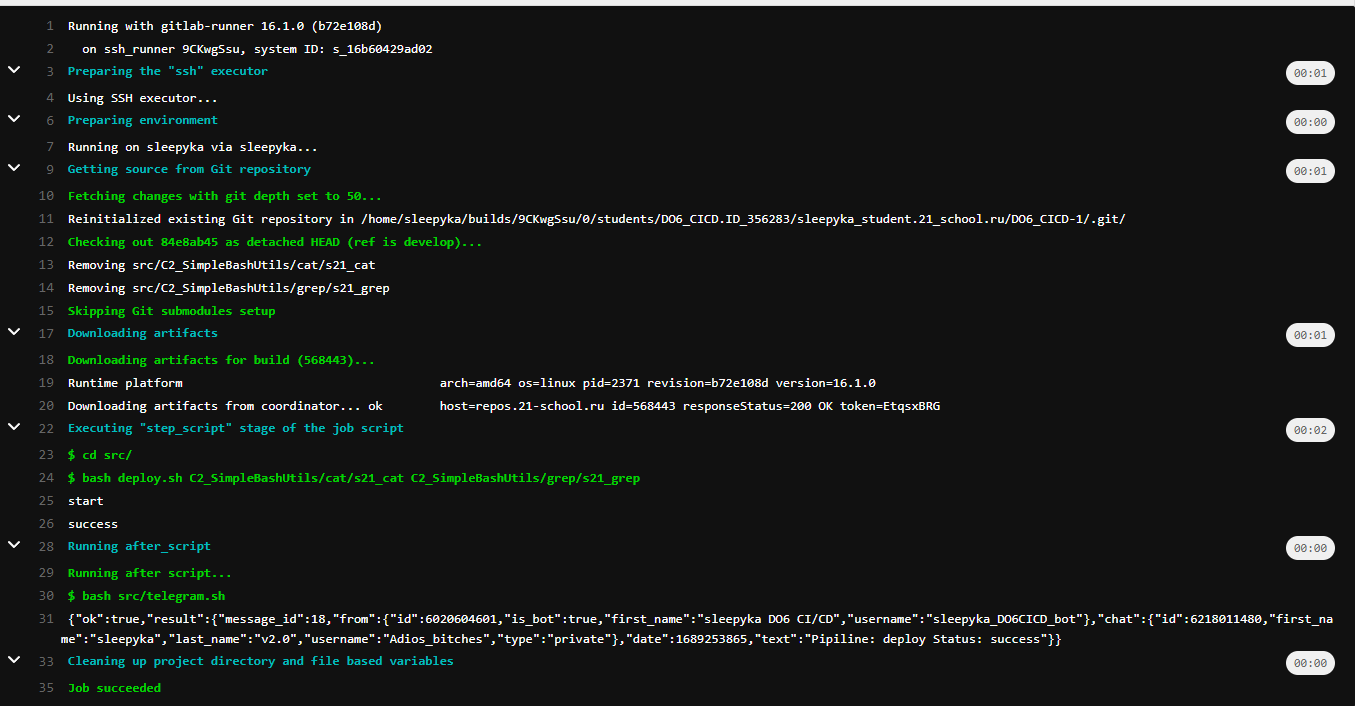 1 Running with gitlab-runner 16.1.0 (b72e108d)
2 on ssh_runner 9CKwgSsu, system ID: s_16b60429ad02
3 Preparing the "ssh" executor 00:01
4 Using SSH executor...
6 Preparing environment 00:00
7 Running on sleepyka via sleepyka...
9 Getting source from Git repository 00:01
10 Fetching changes with git depth set to 50...
11 Reinitialized existing Git repository in /home/sleepyka/builds/9CKwgSsu/0/students/DO6_CICD.ID_356283/sleepyka_student.21_school.ru/DO6_CICD-1/.git/
12 Checking out 84e8ab45 as detached HEAD (ref is develop)...
13 Removing src/C2_SimpleBashUtils/cat/s21_cat
14 Removing src/C2_SimpleBashUtils/grep/s21_grep
15 Skipping Git submodules setup
17 Downloading artifacts 00:01
18 Downloading artifacts for build (568443)...
19 Runtime platform arch=amd64 os=linux pid=2371 revision=b72e108d version=16.1.0
20 Downloading artifacts from coordinator... ok host=repos.21-school.ru id=568443 responseStatus=200 OK token=EtqsxBRG
22 Executing "step_script" stage of the job script 00:02
23 $ cd src/
24 $ bash deploy.sh C2_SimpleBashUtils/cat/s21_cat C2_SimpleBashUtils/grep/s21_grep
25 start
26 success
28 Running after_script 00:00
29 Running after script...
30 $ bash src/telegram.sh
31 {"ok":true,"result":{"message_id":18,"from":{"id":6020604601,"is_bot":true,"first_name":"sleepyka DO6 CI/CD","username":"sleepyka_DO6CICD_bot"},"chat":{"id":6218011480,"first_na
me":"sleepyka","last_name":"v2.0","username":"Adios_bitches","type":"private"},"date":1689253865,"text":"Pipiline: deploy Status: success"}}
33 Cleaning up project directory and file based variables 00:00
35 Job succeeded